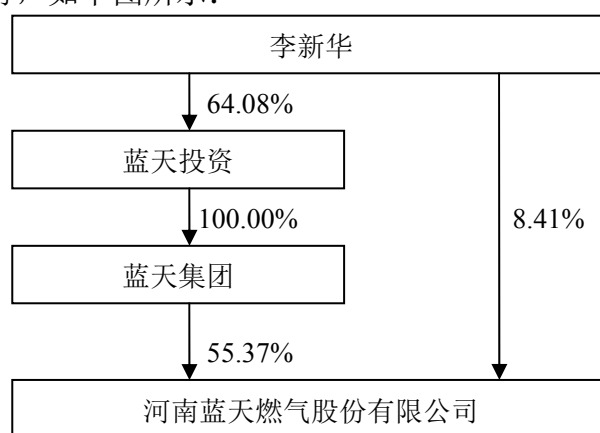 李新华
64.08%
蓝天投资
100.00%
8.41%
蓝天集团
55.37%
河南蓝天燃气股份有限公司